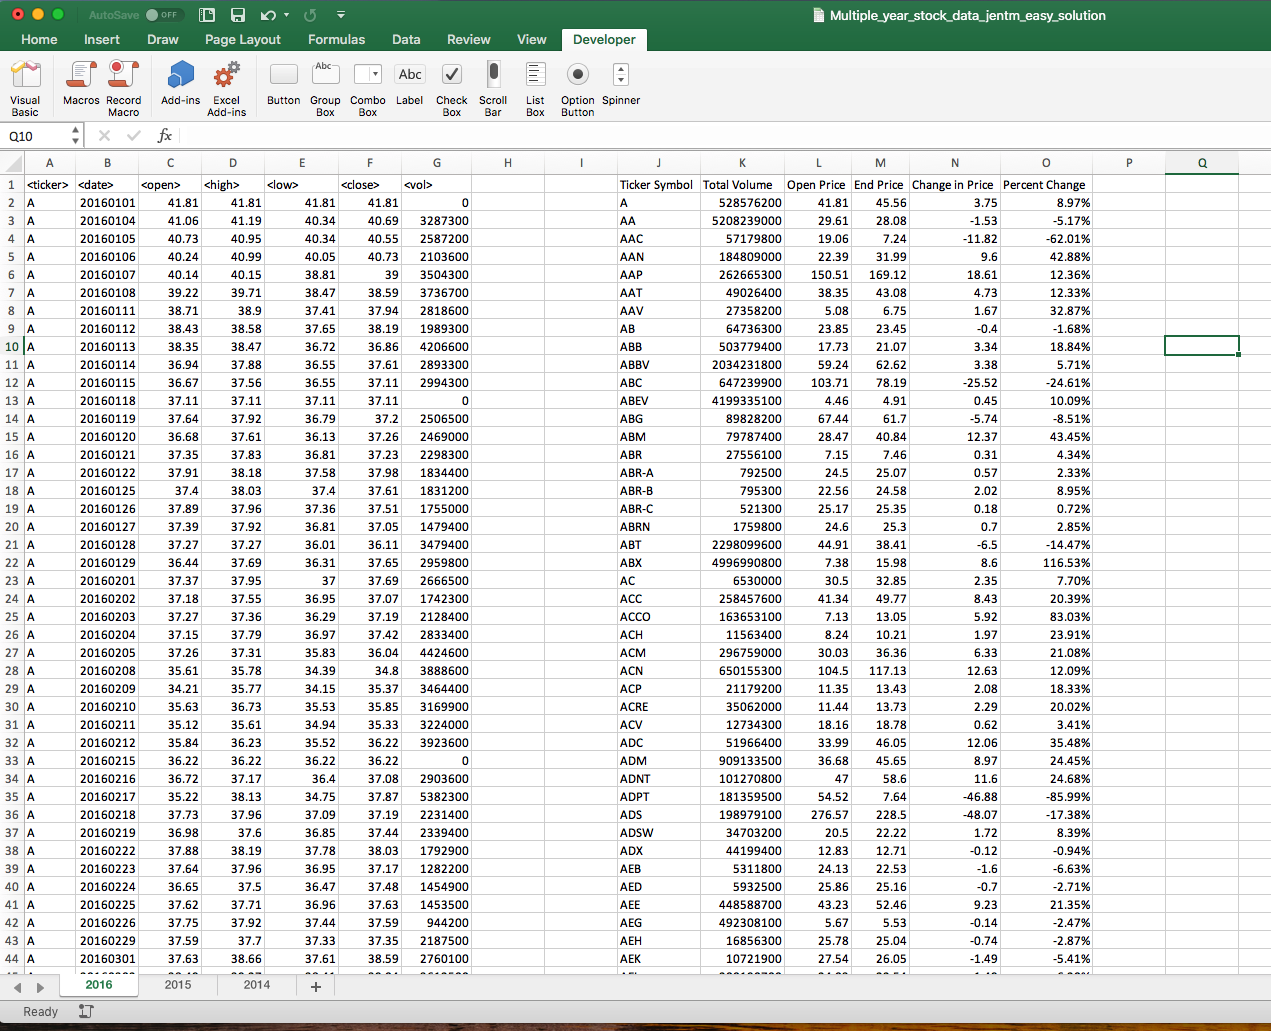 AutoSave OFF Multiple_year_stock_data_jentm_easy_solution
Home Insert Draw Page Layout Formulas Data Review View Developer
Abc Abc
Visual Basic Macros Record Macro Add-ins Excel Add-ins Button Group Box Combo Box Label Check Box Scroll Bar List Box Option Button Spinner
Q10 fx
A B C D E F G H I J K L M N O P Q
1 <ticker> <date> <open> <high> <low> <close> <vol> Ticker Symbol Total Volume Open Price End Price Change in Price Percent Change
2 A 20160101 41.81 41.81 41.81 41.81 0 A 528576200 41.81 45.56 3.75 8.97%
3 A 20160104 41.06 41.19 40.34 40.69 3287300 AA 5208239000 29.61 28.08 -1.53 -5.17%
4 A 20160105 40.73 40.95 40.34 40.55 2587200 AAC 57179800 19.06 7.24 -11.82 -62.01%
5 A 20160106 40.24 40.99 40.05 40.73 2103600 AAN 184809000 22.39 31.99 9.6 42.88%
6 A 20160107 40.14 40.15 38.81 39 3504300 AAP 262665300 150.51 169.12 18.61 12.36%
7 A 20160108 39.22 39.71 38.47 38.59 3736700 AAT 49026400 38.35 43.08 4.73 12.33%
8 A 20160111 38.71 38.9 37.41 37.94 2818600 AAV 27358200 5.08 6.75 1.67 32.87%
9 A 20160112 38.43 38.58 37.65 38.19 1989300 AB 64736300 23.85 23.45 -0.4 -1.68%
10 A 20160113 38.35 38.47 36.72 36.86 4206600 ABB 503779400 17.73 21.07 3.34 18.84%
11 A 20160114 36.94 37.88 36.55 37.61 2893300 ABBV 2034231800 59.24 62.62 3.38 5.71%
12 A 20160115 36.67 37.56 36.55 37.11 2994300 ABC 647239900 103.71 78.19 -25.52 -24.61%
13 A 20160118 37.11 37.11 37.11 37.11 0 ABEV 4199335100 4.46 4.91 0.45 10.09%
14 A 20160119 37.64 37.92 36.79 37.2 2506500 ABG 89828200 67.44 61.7 -5.74 -8.51%
15 A 20160120 36.68 37.61 36.13 37.26 2469000 ABM 79787400 28.47 40.84 12.37 43.45%
16 A 20160121 37.35 37.83 36.81 37.23 2298300 ABR 27556100 7.15 7.46 0.31 4.34%
17 A 20160122 37.91 38.18 37.58 37.98 1834400 ABR-A 792500 24.5 25.07 0.57 2.33%
18 A 20160125 37.4 38.03 37.4 37.61 1831200 ABR-B 795300 22.56 24.58 2.02 8.95%
19 A 20160126 37.89 37.96 37.36 37.51 1755000 ABR-C 521300 25.17 25.35 0.18 0.72%
20 A 20160127 37.39 37.92 36.81 37.05 1479400 ABRN 1759800 24.6 25.3 0.7 2.85%
21 A 20160128 37.27 37.27 36.01 36.11 3479400 ABT 2298099600 44.91 38.41 -6.5 -14.47%
22 A 20160129 36.44 37.69 36.31 37.65 2959800 ABX 4996990800 7.38 15.98 8.6 116.53%
23 A 20160201 37.37 37.95 37 37.69 2666500 AC 6530000 30.5 32.85 2.35 7.70%
24 A 20160202 37.18 37.55 36.95 37.07 1742300 ACC 258457600 41.34 49.77 8.43 20.39%
25 A 20160203 37.27 37.36 36.29 37.19 2128400 ACCO 163653100 7.13 13.05 5.92 83.03%
26 A 20160204 37.15 37.79 36.97 37.42 2833400 ACH 11563400 8.24 10.21 1.97 23.91%
27 A 20160205 37.26 37.31 35.83 36.04 4424600 ACM 296759000 30.03 36.36 6.33 21.08%
28 A 20160208 35.61 35.78 34.39 34.8 3888600 ACN 650155300 104.5 117.13 12.63 12.09%
29 A 20160209 34.21 35.77 34.15 35.37 3464400 ACP 21179200 11.35 13.43 2.08 18.33%
30 A 20160210 35.63 36.73 35.53 35.85 3169900 ACRE 35062000 11.44 13.73 2.29 20.02%
31 A 20160211 35.12 35.61 34.94 35.33 3224000 ACV 12734300 18.16 18.78 0.62 3.41%
32 A 20160212 35.84 36.23 35.52 36.22 3923600 ADC 51966400 33.99 46.05 12.06 35.48%
33 A 20160215 36.22 36.22 36.22 36.22 0 ADM 909133500 36.68 45.65 8.97 24.45%
34 A 20160216 36.72 37.17 36.4 37.08 2903600 ADNT 101270800 47 58.6 11.6 24.68%
35 A 20160217 35.22 38.13 34.75 37.87 5382300 ADPT 181359500 54.52 7.64 -46.88 -85.99%
36 A 20160218 37.73 37.96 37.09 37.19 2231400 ADS 198979100 276.57 228.5 -48.07 -17.38%
37 A 20160219 36.98 37.6 36.85 37.44 2339400 ADSW 34703200 20.5 22.22 1.72 8.39%
38 A 20160222 37.88 38.19 37.78 38.03 1792900 ADX 44199400 12.83 12.71 -0.12 -0.94%
39 A 20160223 37.64 37.96 36.95 37.17 1282200 AEB 5311800 24.13 22.53 -1.6 -6.63%
40 A 20160224 36.65 37.5 36.47 37.48 1454900 AED 5932500 25.86 25.16 -0.7 -2.71%
41 A 20160225 37.62 37.71 36.96 37.63 1453500 AEE 448588700 43.23 52.46 9.23 21.35%
42 A 20160226 37.75 37.92 37.44 37.59 944200 AEG 492308100 5.67 5.53 -0.14 -2.47%
43 A 20160229 37.59 37.7 37.33 37.35 2187500 AEH 16856300 25.78 25.04 -0.74 -2.87%
44 A 20160301 37.63 38.66 37.61 38.59 2760100 AEK 10721900 27.54 26.05 -1.49 -5.41%
2016 2015 2014 +
Ready